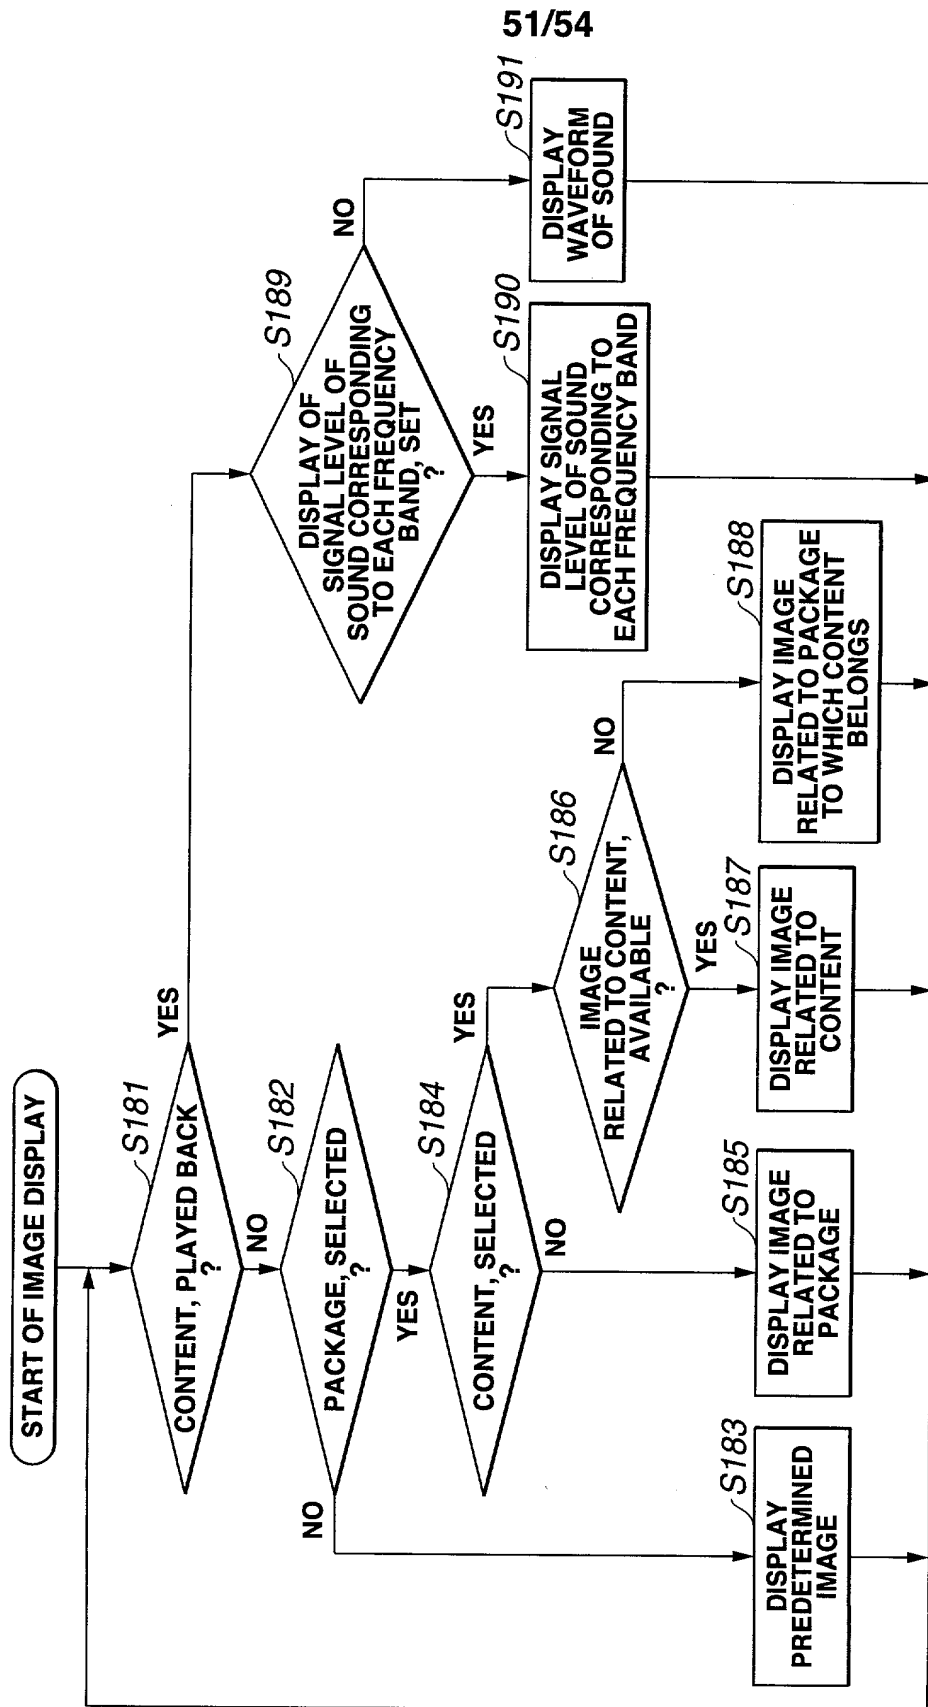 51/54
START OF IMAGE DISPLAY
S181
CONTENT, PLAYED BACK
?
YES
NO
S182
PACKAGE, SELECTED
?
NO
YES
S184
CONTENT, SELECTED
?
YES
NO
S186
IMAGE
RELATED TO CONTENT,
AVAILABLE
?
NO
YES
S183
DISPLAY
PREDETERMINED
IMAGE
S185
DISPLAY IMAGE
RELATED TO
PACKAGE
S187
DISPLAY IMAGE
RELATED TO
CONTENT
S188
DISPLAY IMAGE
RELATED TO PACKAGE
TO WHICH CONTENT
BELONGS
S189
DISPLAY OF
SIGNAL LEVEL OF
SOUND CORRESPONDING
TO EACH FREQUENCY
BAND, SET
?
NO
YES
S190
DISPLAY SIGNAL
LEVEL OF SOUND
CORRESPONDING TO
EACH FREQUENCY BAND
S191
DISPLAY
WAVEFORM
OF SOUND